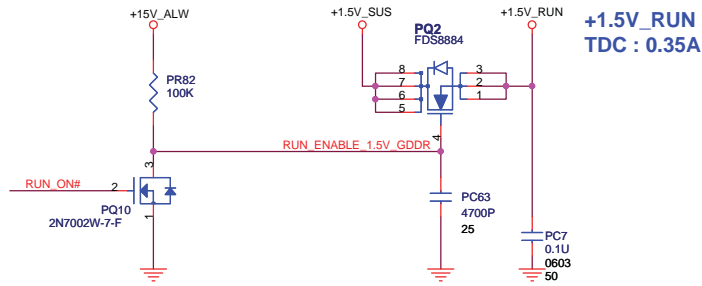 +15V_ALW
+1.5V_SUS
+1.5V_RUN
+1.5V_RUN
TDC : 0.35A
PQ2
FDS8884
PR82
100K
8
7
6
5
3
2
1
4
RUN_ENABLE_1.5V_GDDR
3
RUN_ON#
2
1
PQ10
2N7002W-7-F
PC63
4700P
25
PC7
0.1U
0603
50